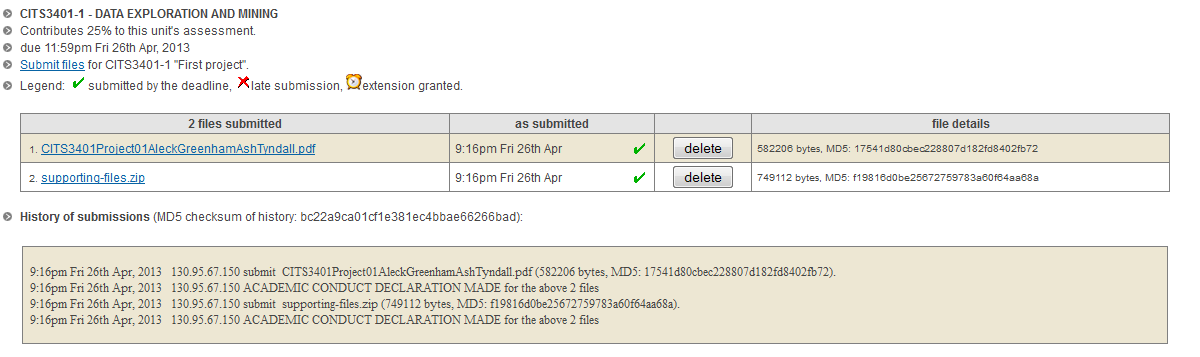 CITS3401-1 - DATA EXPLORATION AND MINING
Contributes 25% to this unit's assessment.
due 11:59pm Fri 26th Apr, 2013
Submit files for CITS3401-1 "First project".
Legend: submitted by the deadline, late submission, extension granted.
2 files submitted as submitted file details
1. CITS3401Project01AleckGreenhamAshTyndall.pdf 9:16pm Fri 26th Apr delete 582206 bytes, MD5: 17541d80cbec228807d182fd8402fb72
2. supporting-files.zip 9:16pm Fri 26th Apr delete 749112 bytes, MD5: f19816d0be25672759783a60f64aa68a
History of submissions (MD5 checksum of history: bc22a9ca01cf1e381ec4bbae66266bad):
9:16pm Fri 26th Apr, 2013 130.95.67.150 submit CITS3401Project01AleckGreenhamAshTyndall.pdf (582206 bytes, MD5: 17541d80cbec228807d182fd8402fb72).
9:16pm Fri 26th Apr, 2013 130.95.67.150 ACADEMIC CONDUCT DECLARATION MADE for the above 2 files
9:16pm Fri 26th Apr, 2013 130.95.67.150 submit supporting-files.zip (749112 bytes, MD5: f19816d0be25672759783a60f64aa68a).
9:16pm Fri 26th Apr, 2013 130.95.67.150 ACADEMIC CONDUCT DECLARATION MADE for the above 2 files